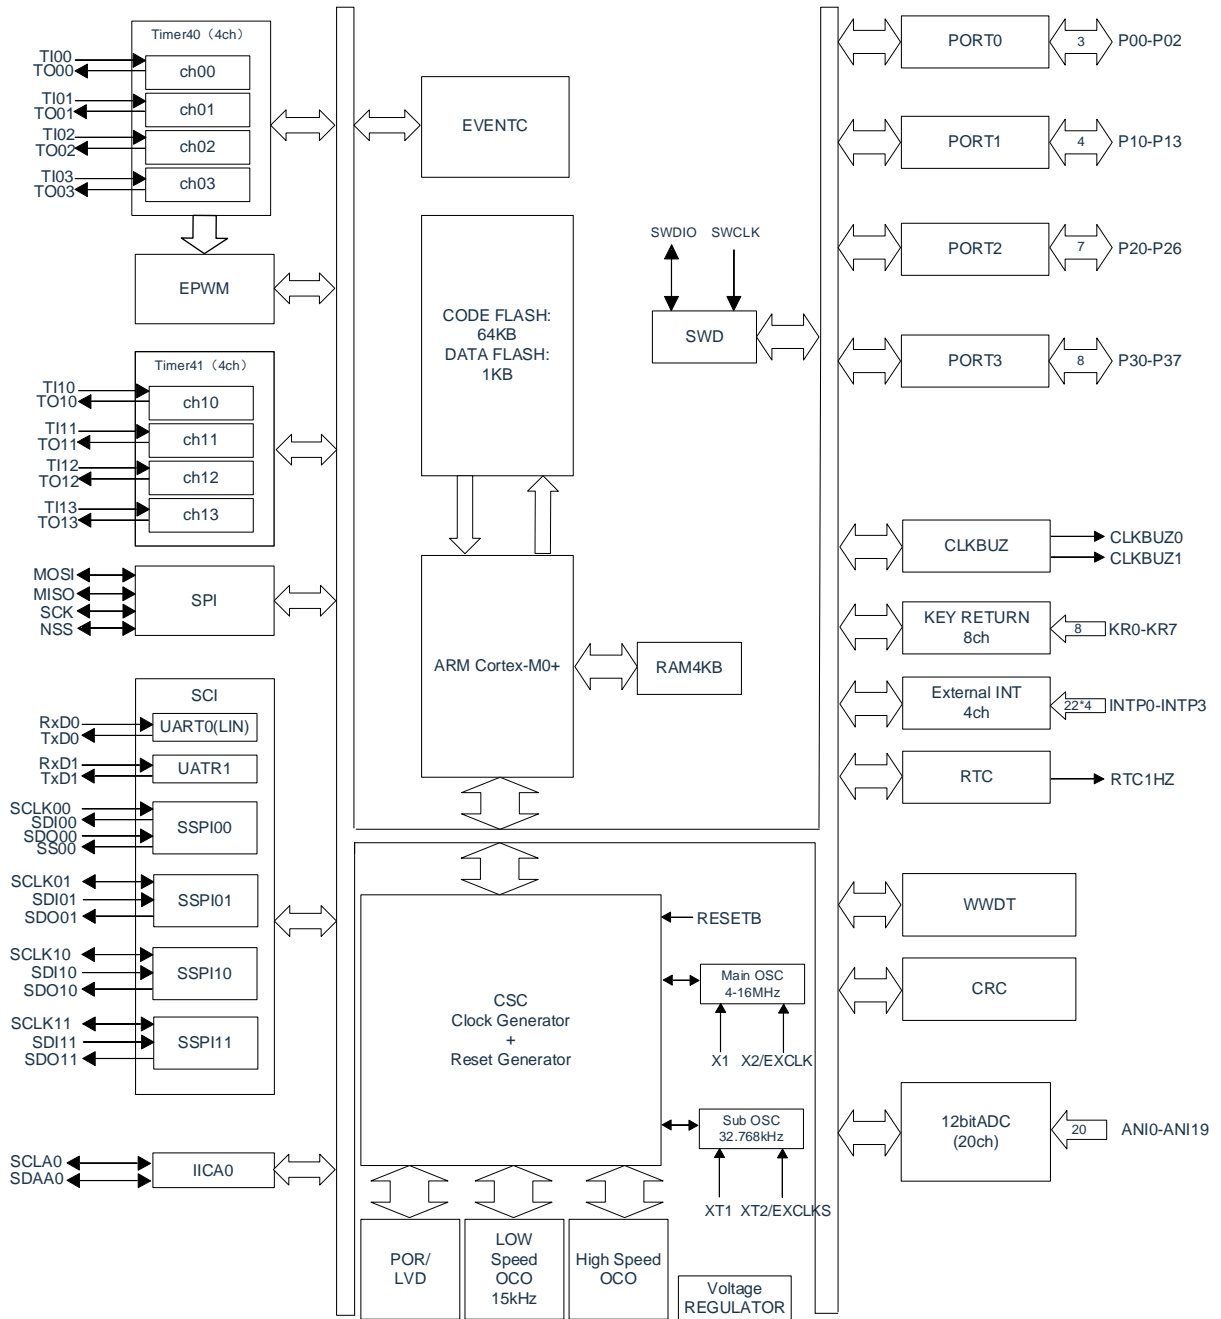 Timer40（4ch）
TI00
TO00
ch00
TI01
TO01
ch01
TI02
TO02
ch02
TI03
TO03
ch03
EPWM
Timer41（4ch）
TI10
TO10
ch10
TI11
TO11
ch11
TI12
TO12
ch12
TI13
TO13
ch13
MOSI
MISO
SCK
NSS
SPI
SCI
RxD0
TxD0
UART0(LIN)
RxD1
TxD1
UATR1
SCLK00
SDI00
SDO00
SS00
SSPI00
SCLK01
SDI01
SDO01
SSPI01
SCLK10
SDI10
SDO10
SSPI10
SCLK11
SDI11
SDO11
SSPI11
SCLA0
SDAA0
IICA0
EVENTC
CODE FLASH:
64KB
DATA FLASH:
1KB
SWDIO
SWCLK
SWD
ARM Cortex-M0+
RAM4KB
CSC
Clock Generator
+
Reset Generator
RESETB
Main OSC
4-16MHz
X1
X2/EXCLK
Sub OSC
32.768kHz
XT1
XT2/EXCLKS
POR/
LVD
LOW
Speed
OCO
15kHz
High Speed
OCO
Voltage
REGULATOR
PORT0
3
P00-P02
PORT1
4
P10-P13
PORT2
7
P20-P26
PORT3
8
P30-P37
CLKBUZ
CLKBUZ0
CLKBUZ1
KEY RETURN
8ch
8
KR0-KR7
External INT
4ch
22*4
INTP0-INTP3
RTC
RTC1HZ
WWDT
CRC
12bitADC
(20ch)
20
ANI0-ANI19